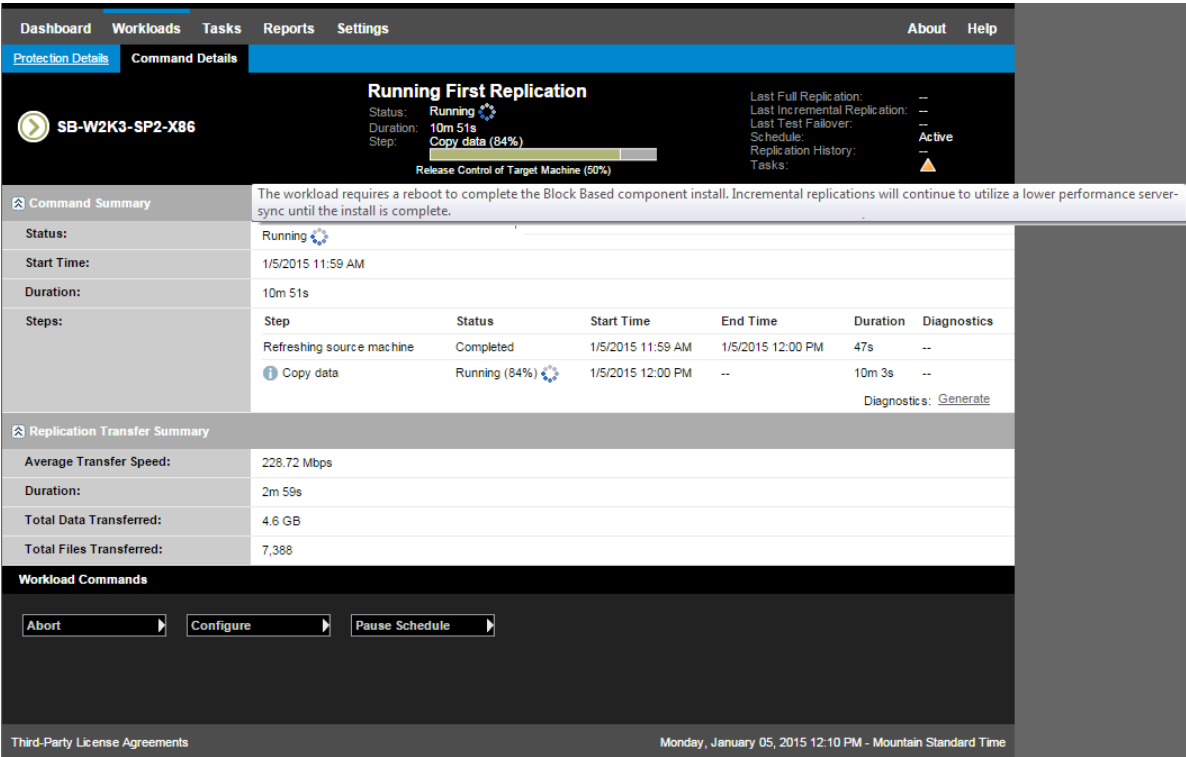 Dashboard Workloads Tasks Reports Settings About Help
Protection Details Command Details
SB-W2K3-SP2-X86
Running First Replication
Status: Running
Duration: 10m 51s
Step: Copy data (84%)
Release Control of Target Machine (50%)
Last Full Replication: --
Last Incremental Replication: --
Last Test Failover: --
Schedule: Active
Replication History: --
Tasks:
The workload requires a reboot to complete the Block Based component install. Incremental replications will continue to utilize a lower performance server-
sync until the install is complete.
Command Summary
Status: Running
Start Time: 1/5/2015 11:59 AM
Duration: 10m 51s
Steps: Step Status Start Time End Time Duration Diagnostics
Refreshing source machine Completed 1/5/2015 11:59 AM 1/5/2015 12:00 PM 47s --
Copy data Running (84%) 1/5/2015 12:00 PM -- 10m 3s --
Diagnostics: Generate
Replication Transfer Summary
Average Transfer Speed: 228.72 Mbps
Duration: 2m 59s
Total Data Transferred: 4.6 GB
Total Files Transferred: 7,388
Workload Commands
Abort Configure Pause Schedule
Third-Party License Agreements Monday, January 05, 2015 12:10 PM - Mountain Standard Time